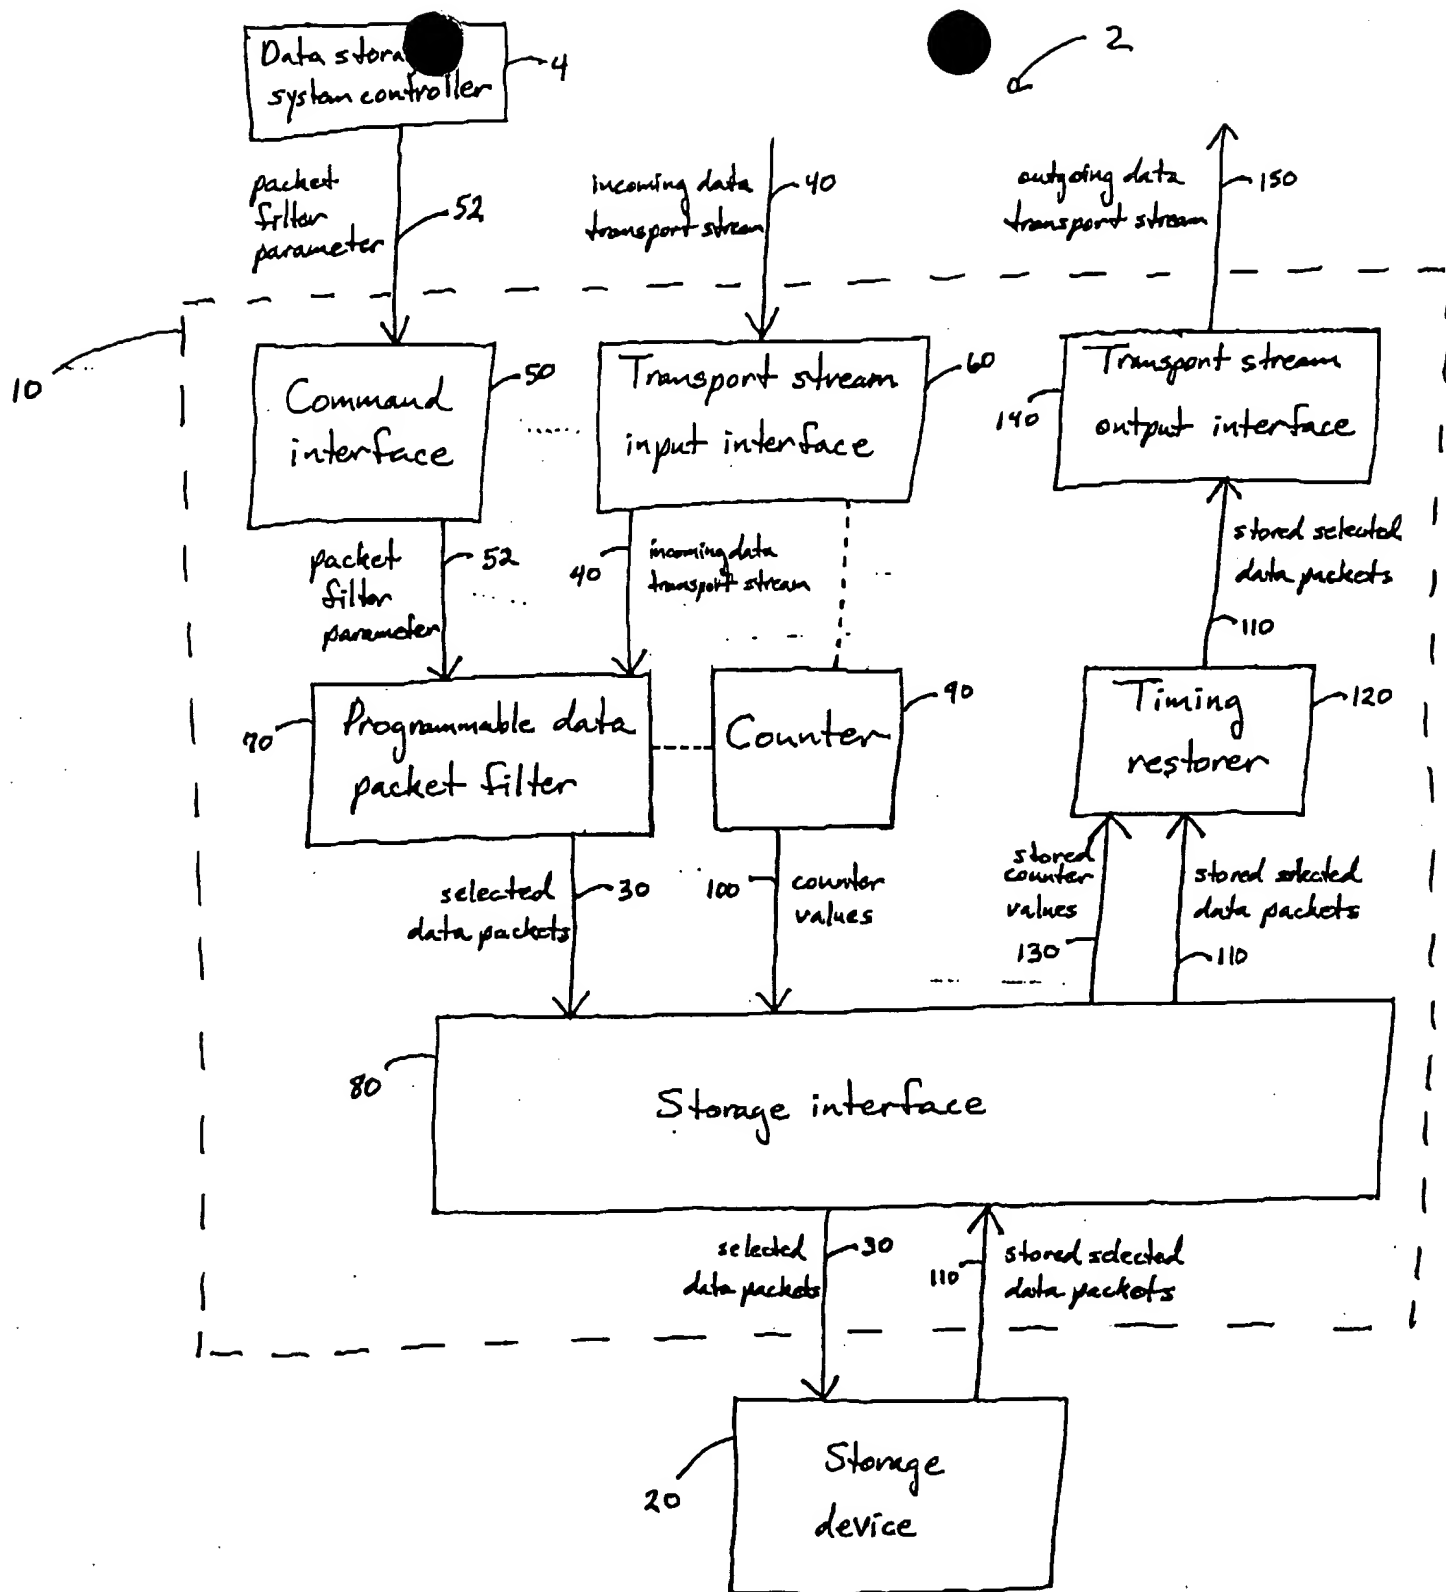 Data stora
system controller
4
2
packet
filter
parameter
52
incoming data
transport stream
40
outgoing data
transport stream
150
10
Command
interface
50
Transport stream
input interface
60
Transport stream
output interface
140
packet
filter
parameter
52
40
incoming data
transport stream
stored selected
data packets
110
70
Programmable data
packet filter
Counter
90
Timing
restorer
120
selected
data packets
30
100
counter
values
stored
counter
values
130
stored selected
data packets
110
80
Storage interface
selected
data packets
30
110
stored selected
data packets
20
Storage
device